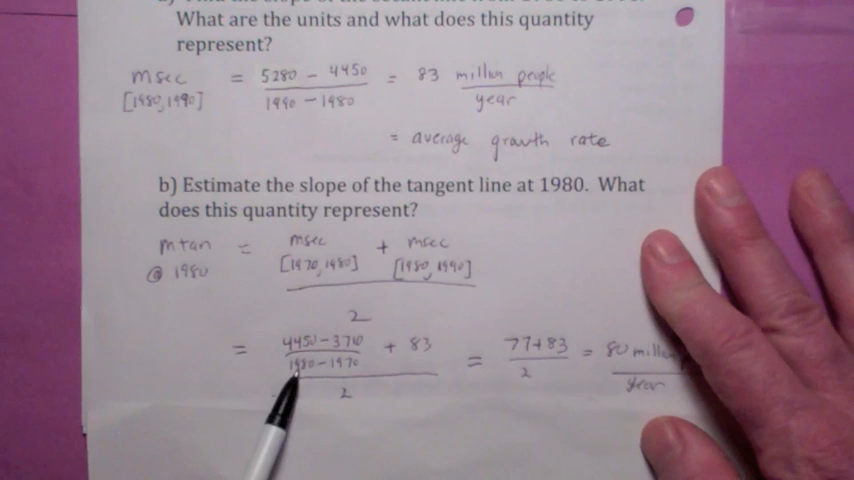 What are the units and what does this quantity
represent?
msec = 5280 - 4450 = 83 million people
[1980,1990] 1990 - 1980 year
= average growth rate
b) Estimate the slope of the tangent line at 1980. What
does this quantity represent?
mtan = msec + msec
@ 1980 [1970,1980] [1980,1990]
2
= 4450-3710 + 83 = 77+83 = 80
1980-1970 2 year
2